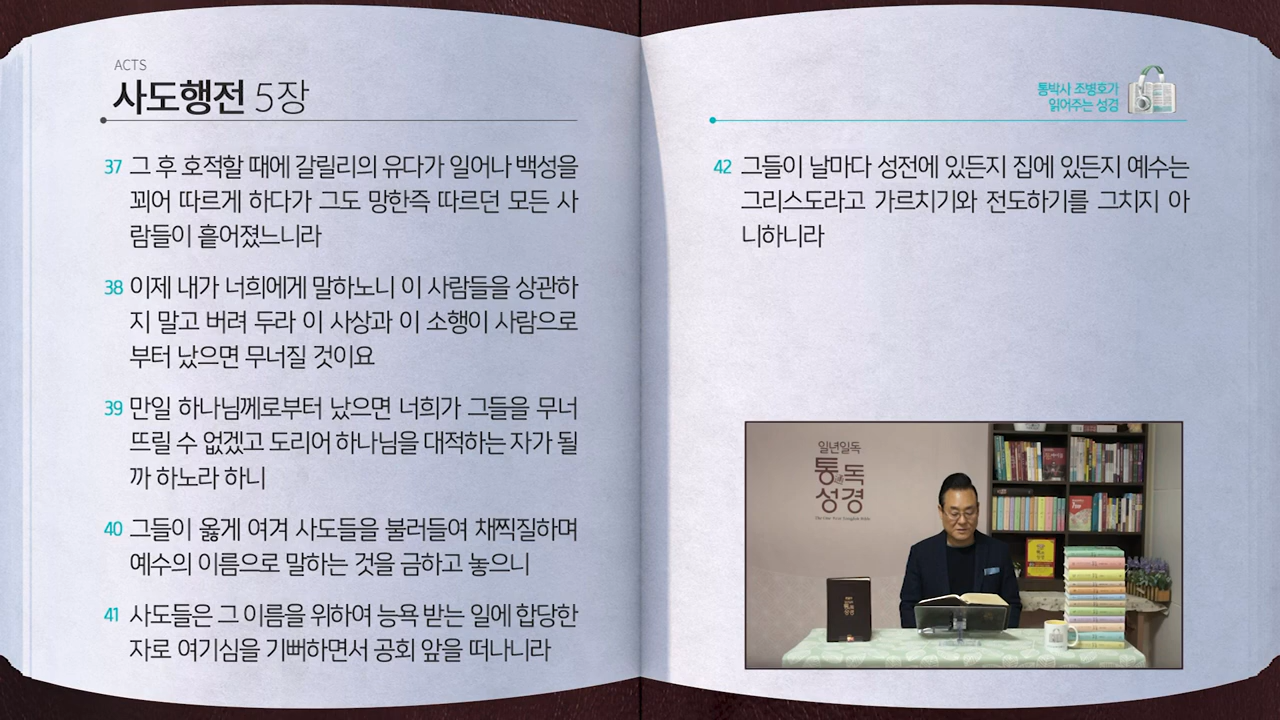 ACTS
사도행전 5장
37 그 후 호적할 때에 갈릴리의 유다가 일어나 백성을
꾀어 따르게 하다가 그도 망한즉 따르던 모든 사
람들이 흩어졌느니라
38 이제 내가 너희에게 말하노니 이 사람들을 상관하
지 말고 버려 두라 이 사상과 이 소행이 사람으로
부터 났으면 무너질 것이요
39 만일 하나님께로부터 났으면 너희가 그들을 무너
뜨릴 수 없겠고 도리어 하나님을 대적하는 자가 될
까 하노라 하니
40 그들이 옳게 여겨 사도들을 불러들여 채찍질하며
예수의 이름으로 말하는 것을 금하고 놓으니
41 사도들은 그 이름을 위하여 능욕 받는 일에 합당한
자로 여기심을 기뻐하면서 공회 앞을 떠나니라
통박사 조병호가
읽어주는 성경
42 그들이 날마다 성전에 있든지 집에 있든지 예수는
그리스도라고 가르치기와 전도하기를 그치지 아
니하니라
일년일독
통독
성경